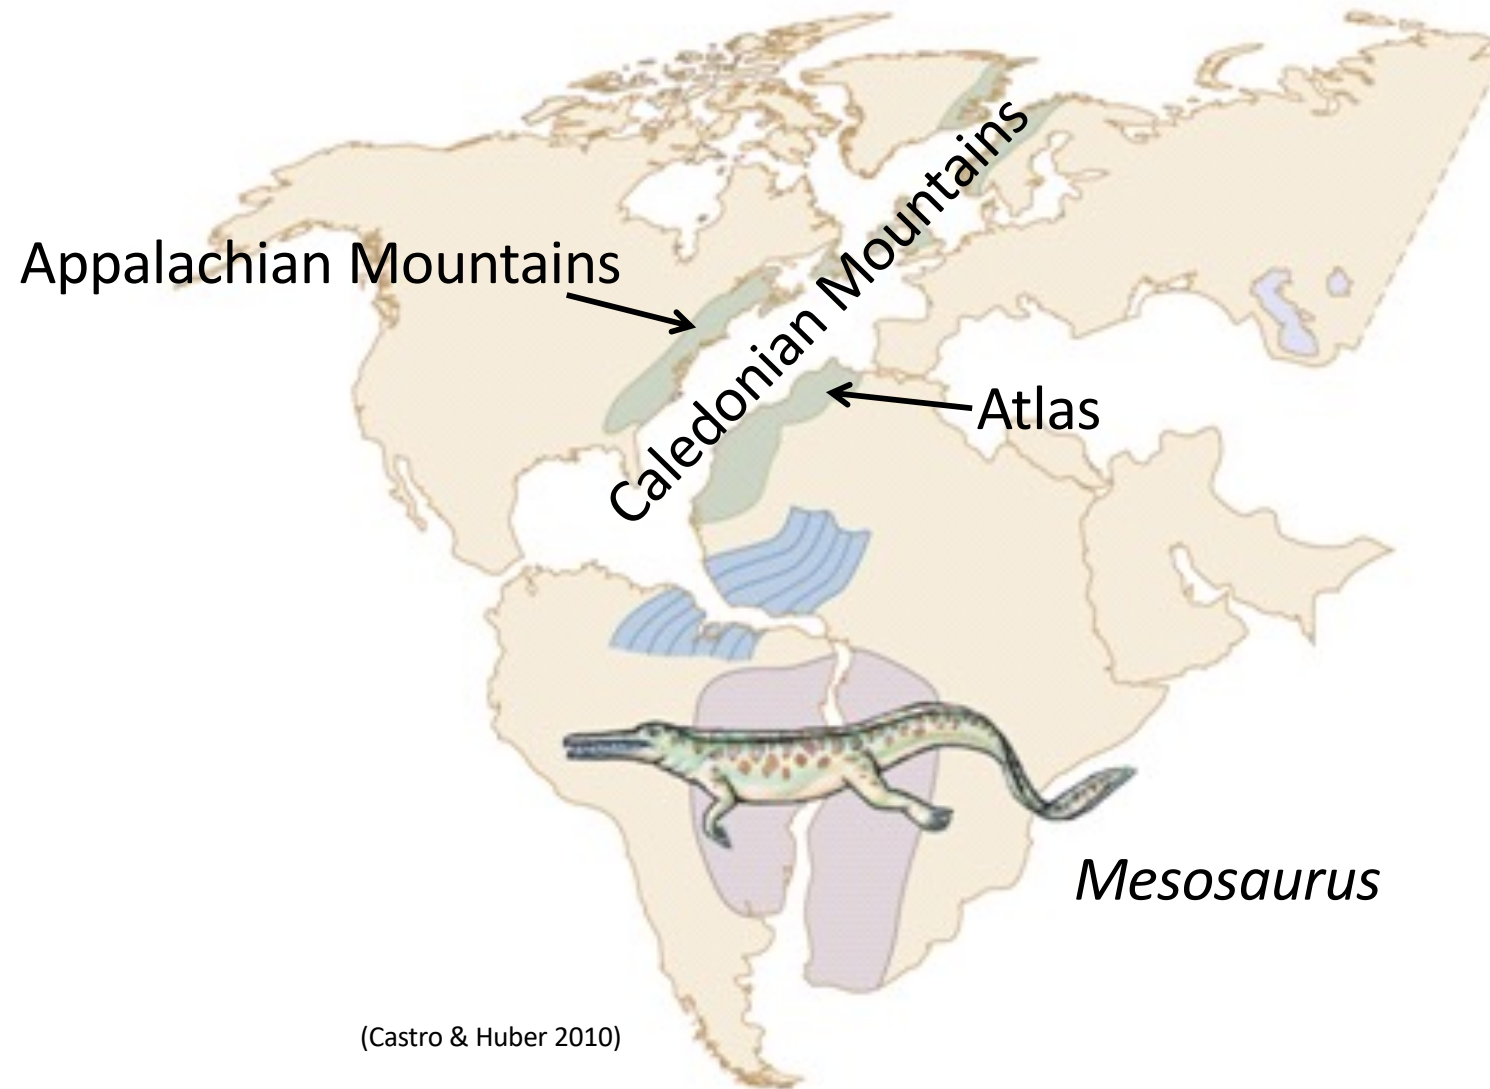 Appalachian Mountains
Caledonian Mountains
Atlas
Mesosaurus
(Castro & Huber 2010)